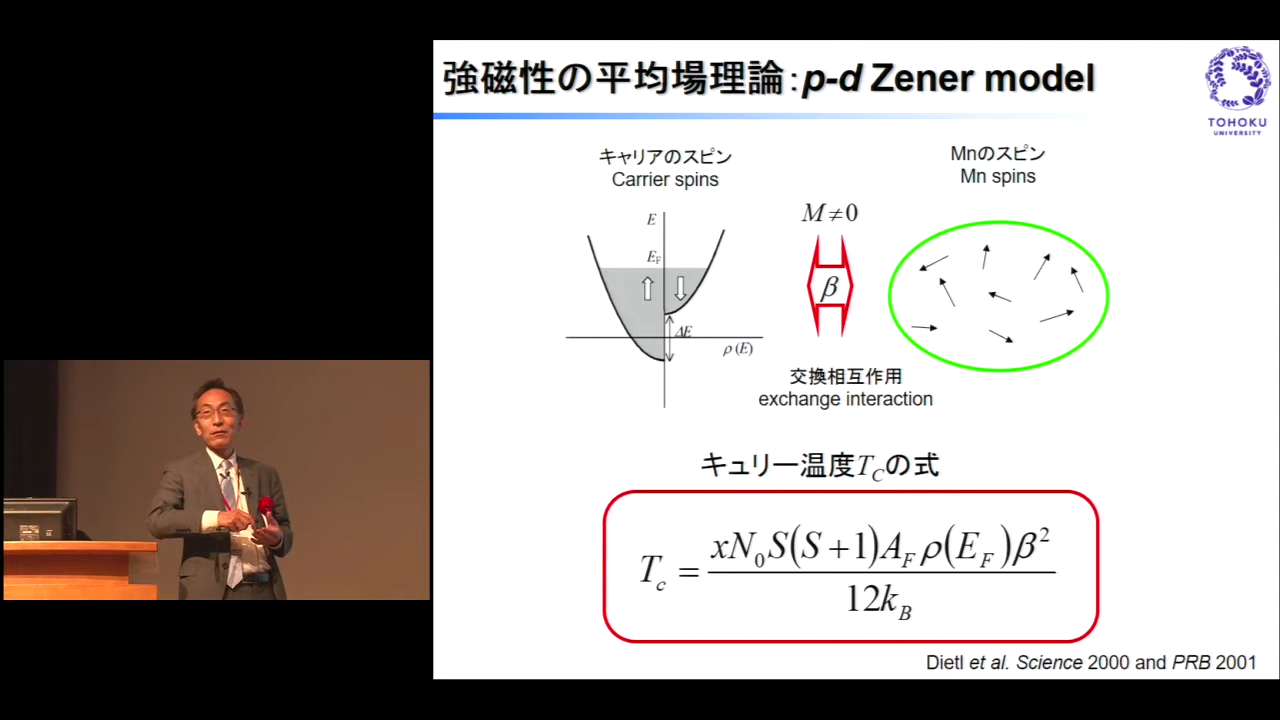 強磁性の平均場理論：p-d Zener model
TOHOKU
UNIVERSITY
キャリアのスピン
Carrier spins
Mnのスピン
Mn spins
E
E_F
ΔE
ρ(E)
M≠0
β
交換相互作用
exchange interaction
キュリー温度T_Cの式
T_c = xN_0S(S+1)A_Fρ(E_F)β^2 / 12k_B
Dietl et al. Science 2000 and PRB 2001